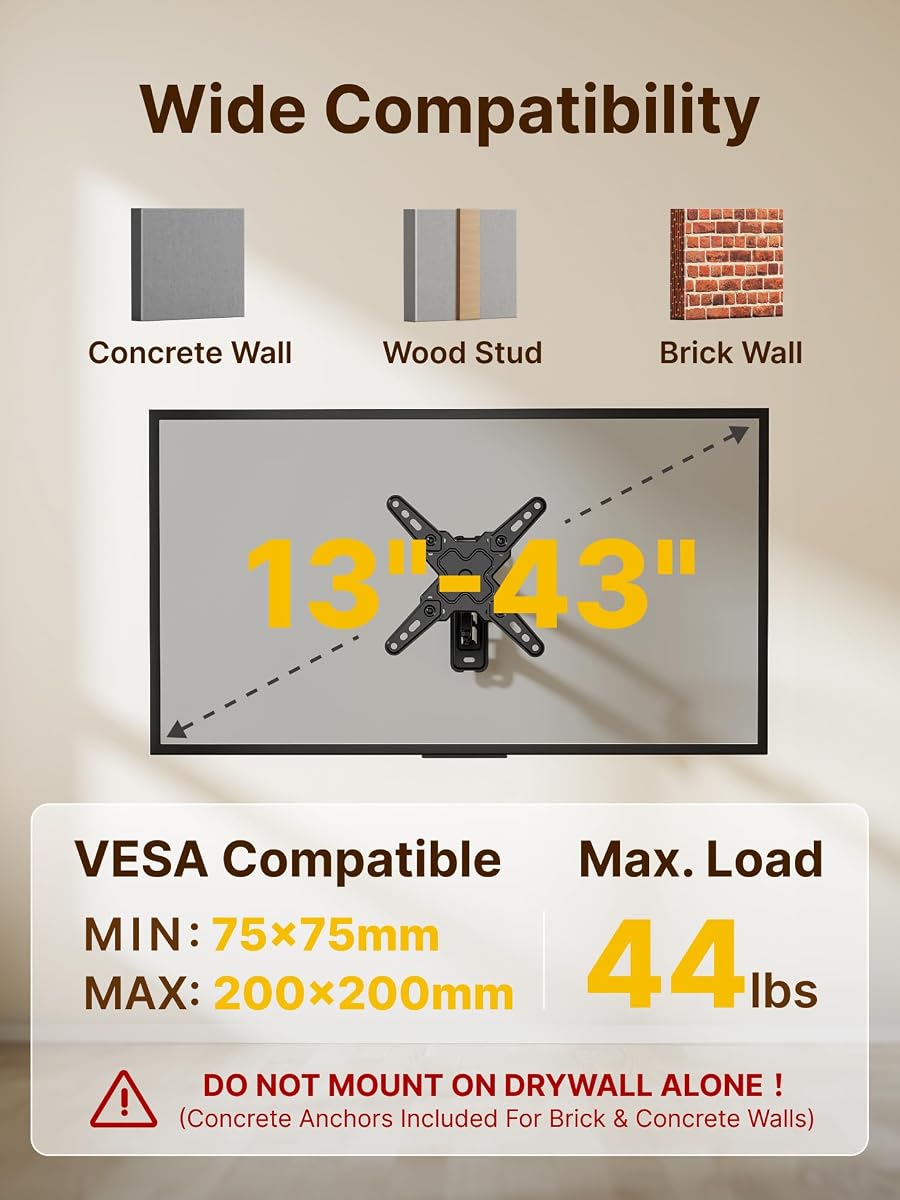 Wide Compatibility
Concrete Wall
Wood Stud
Brick Wall
13"-43"
VESA Compatible
MIN: 75×75mm
MAX: 200×200mm
Max. Load
44lbs
DO NOT MOUNT ON DRYWALL ALONE !
(Concrete Anchors Included For Brick & Concrete Walls)